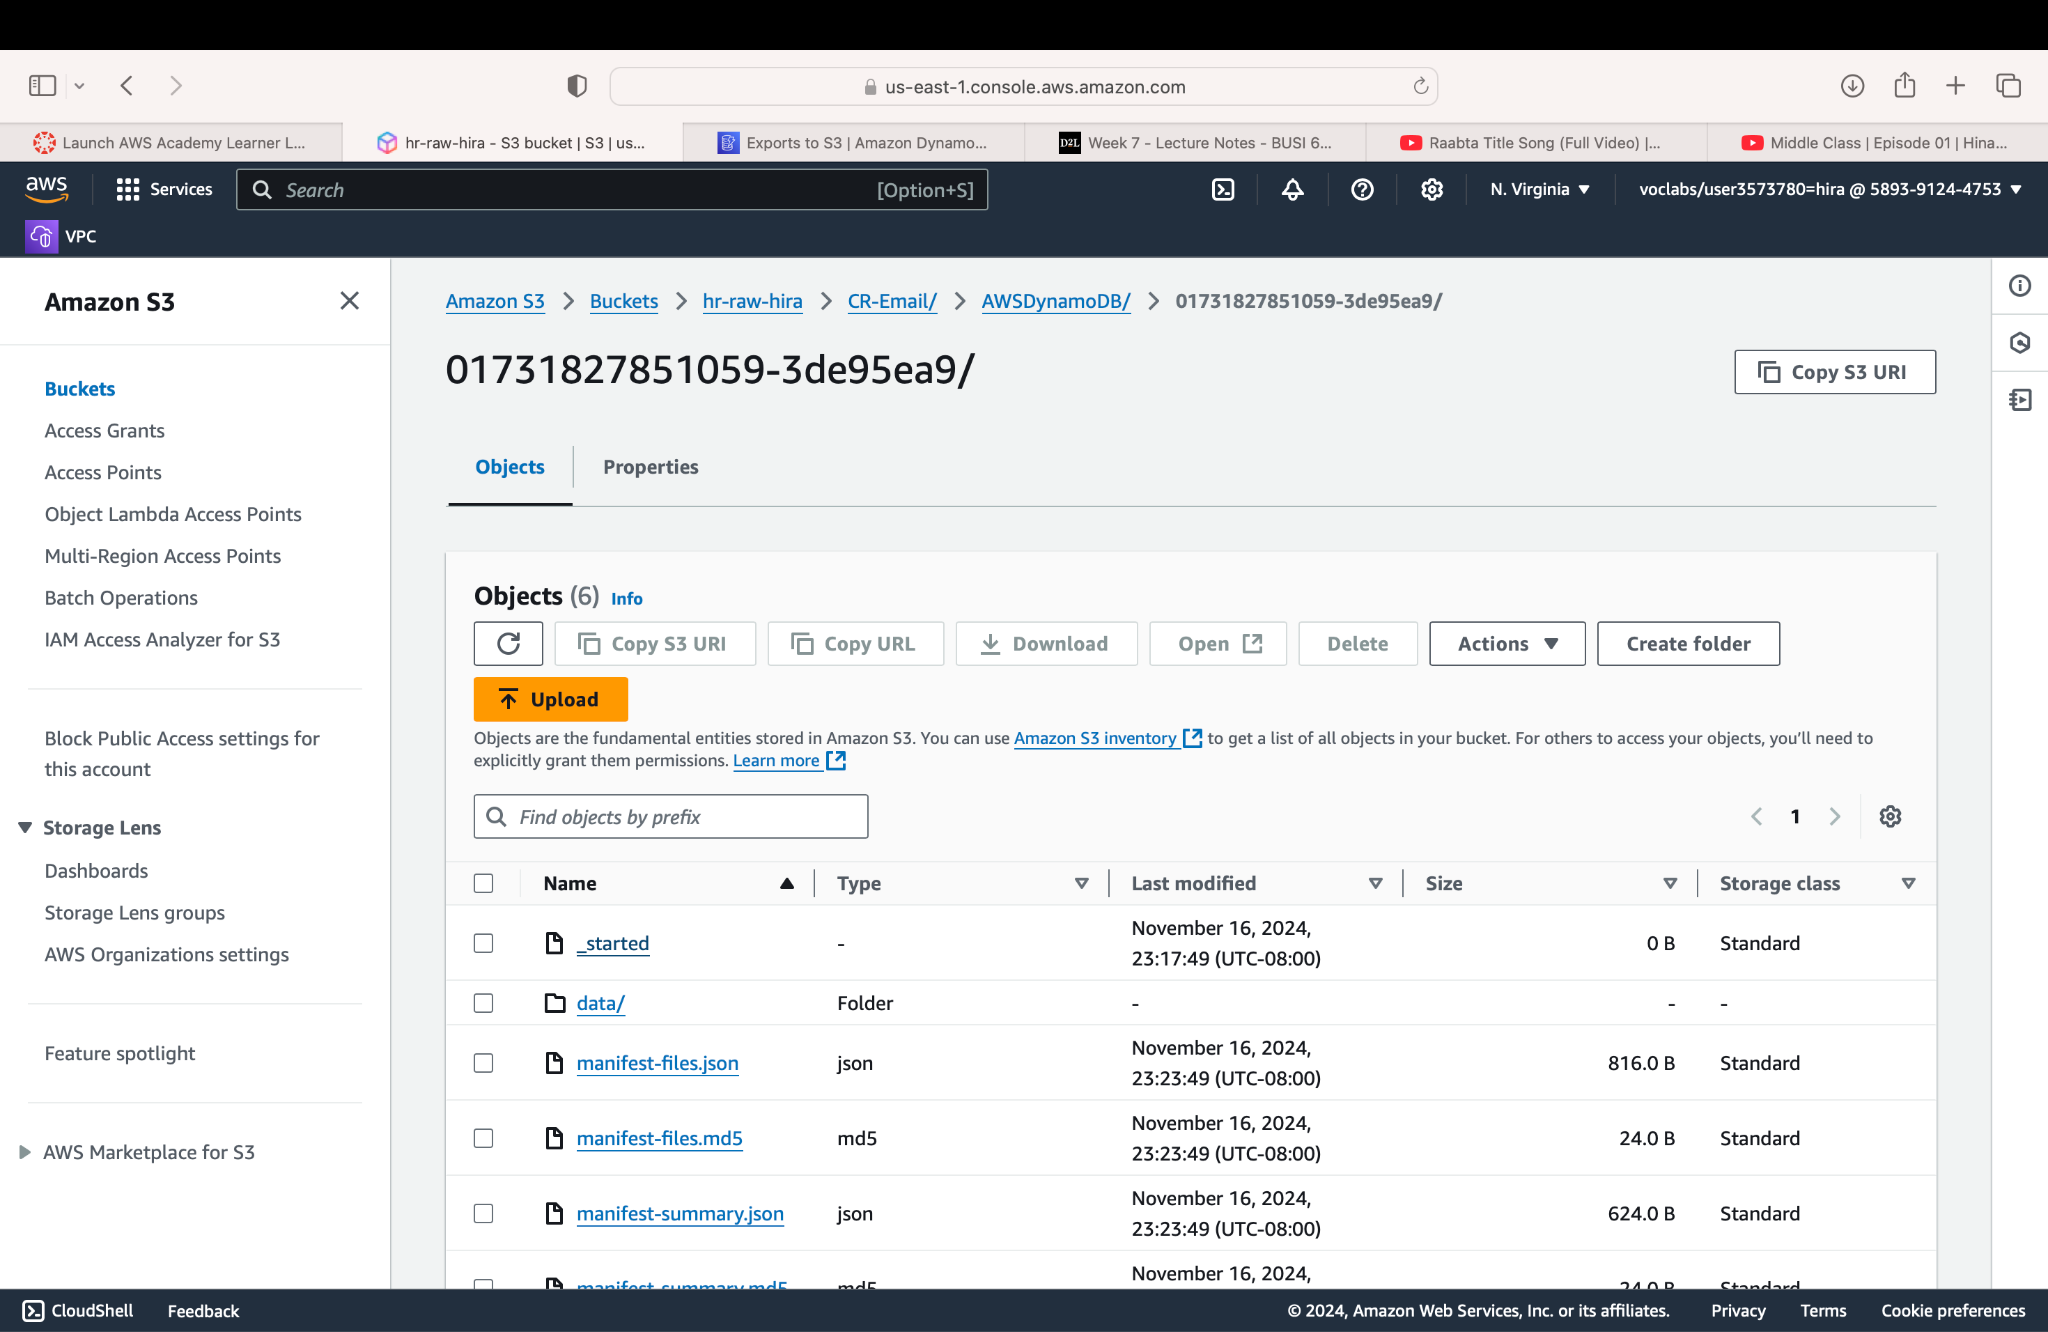 us-east-1.console.aws.amazon.com
Launch AWS Academy Learner L...
hr-raw-hira - S3 bucket | S3 | us...
Exports to S3 | Amazon Dynamo...
D2L
Week 7 - Lecture Notes - BUSI 6...
Raabta Title Song (Full Video) |...
Middle Class | Episode 01 | Hina...
aws
Services
Search
[Option+S]
N. Virginia
voclabs/user3573780=hira @ 5893-9124-4753
VPC
Amazon S3
Buckets
Access Grants
Access Points
Object Lambda Access Points
Multi-Region Access Points
Batch Operations
IAM Access Analyzer for S3
Block Public Access settings for
this account
Storage Lens
Dashboards
Storage Lens groups
AWS Organizations settings
Feature spotlight
AWS Marketplace for S3
Amazon S3 > Buckets > hr-raw-hira > CR-Email/ > AWSDynamoDB/ > 01731827851059-3de95ea9/
01731827851059-3de95ea9/
Copy S3 URI
Objects
Properties
Objects (6) Info
Copy S3 URI
Copy URL
Download
Open
Delete
Actions
Create folder
Upload
Objects are the fundamental entities stored in Amazon S3. You can use Amazon S3 inventory to get a list of all objects in your bucket. For others to access your objects, you'll need to
explicitly grant them permissions. Learn more
Find objects by prefix
1
Name Type Last modified Size Storage class
_started - November 16, 2024, 23:17:49 (UTC-08:00) 0 B Standard
data/ Folder - - -
manifest-files.json json November 16, 2024, 23:23:49 (UTC-08:00) 816.0 B Standard
manifest-files.md5 md5 November 16, 2024, 23:23:49 (UTC-08:00) 24.0 B Standard
manifest-summary.json json November 16, 2024, 23:23:49 (UTC-08:00) 624.0 B Standard
manifest-summary.md5 md5 November 16, 2024, 24.0 B Standard
CloudShell
Feedback
© 2024, Amazon Web Services, Inc. or its affiliates.
Privacy
Terms
Cookie preferences